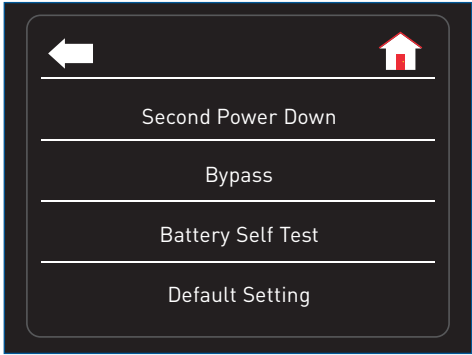 Second Power Down
Bypass
Battery Self Test
Default Setting